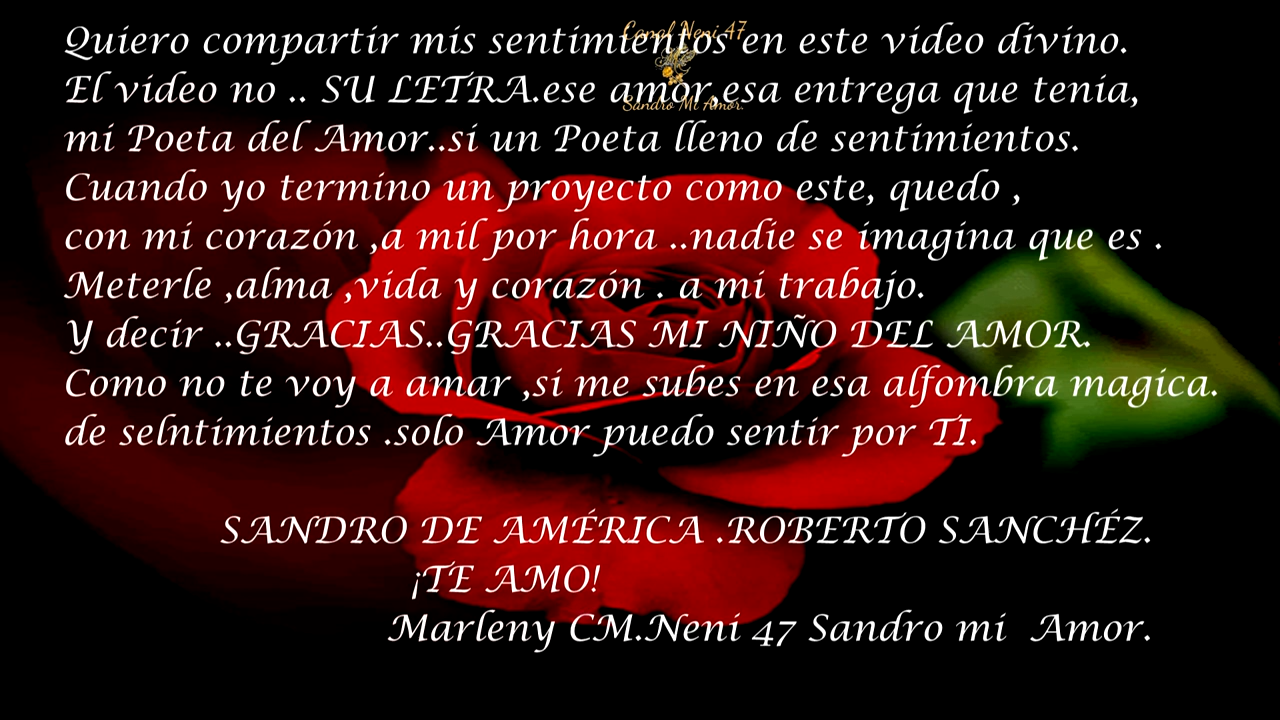 Canal Neni 47
Sandro Mi Amor.
Quiero compartir mis sentimientos en este video divino.
El video no .. SU LETRA.ese amor,esa entrega que tenia,
mi Poeta del Amor..si un Poeta lleno de sentimientos.
Cuando yo termino un proyecto como este, quedo ,
con mi corazón ,a mil por hora ..nadie se imagina que es .
Meterle ,alma ,vida y corazón . a mi trabajo.
Y decir ..GRACIAS..GRACIAS MI NIÑO DEL AMOR.
Como no te voy a amar ,si me subes en esa alfombra magica.
de selntimientos .solo Amor puedo sentir por TI.
SANDRO DE AMÉRICA .ROBERTO SANCHÉZ.
¡TE AMO!
Marleny CM.Neni 47 Sandro mi  Amor.